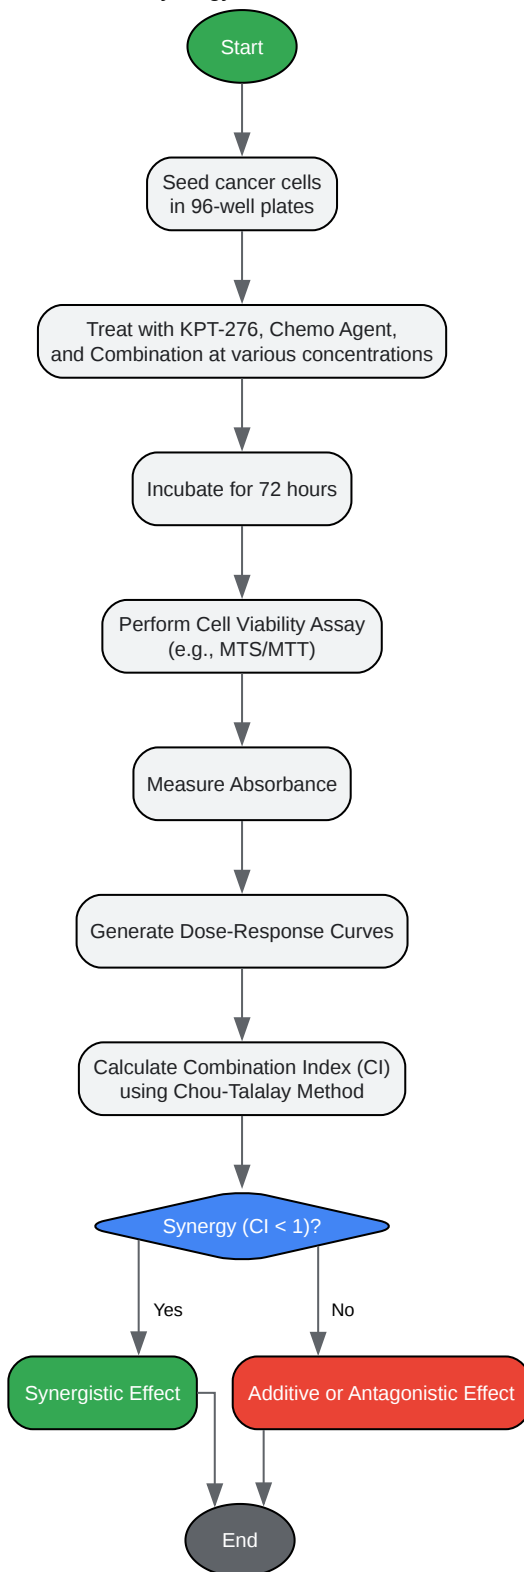 Start
Seed cancer cells
in 96-well plates
Treat with KPT-276, Chemo Agent,
and Combination at various concentrations
Incubate for 72 hours
Perform Cell Viability Assay
(e.g., MTS/MTT)
Measure Absorbance
Generate Dose-Response Curves
Calculate Combination Index (CI)
using Chou-Talalay Method
Synergy (CI < 1)?
Yes
No
Synergistic Effect
Additive or Antagonistic Effect
End